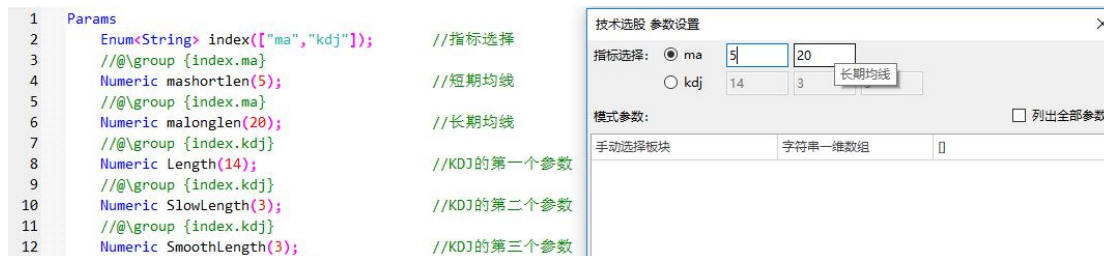 1 Params
2 Enum<String> index(["ma","kdj"]); //指标选择
3 //@\group {index.ma}
4 Numeric mashortlen(5); //短期均线
5 //@\group {index.ma}
6 Numeric malonglen(20); //长期均线
7 //@\group {index.kdj}
8 Numeric Length(14); //KDJ的第一个参数
9 //@\group {index.kdj}
10 Numeric SlowLength(3); //KDJ的第二个参数
11 //@\group {index.kdj}
12 Numeric SmoothLength(3); //KDJ的第三个参数
技术选股 参数设置
指标选择: ma 5 20
长期均线
kdj 14 3
模式参数: 列出全部参数
手动选择板块 字符串一维数组 []